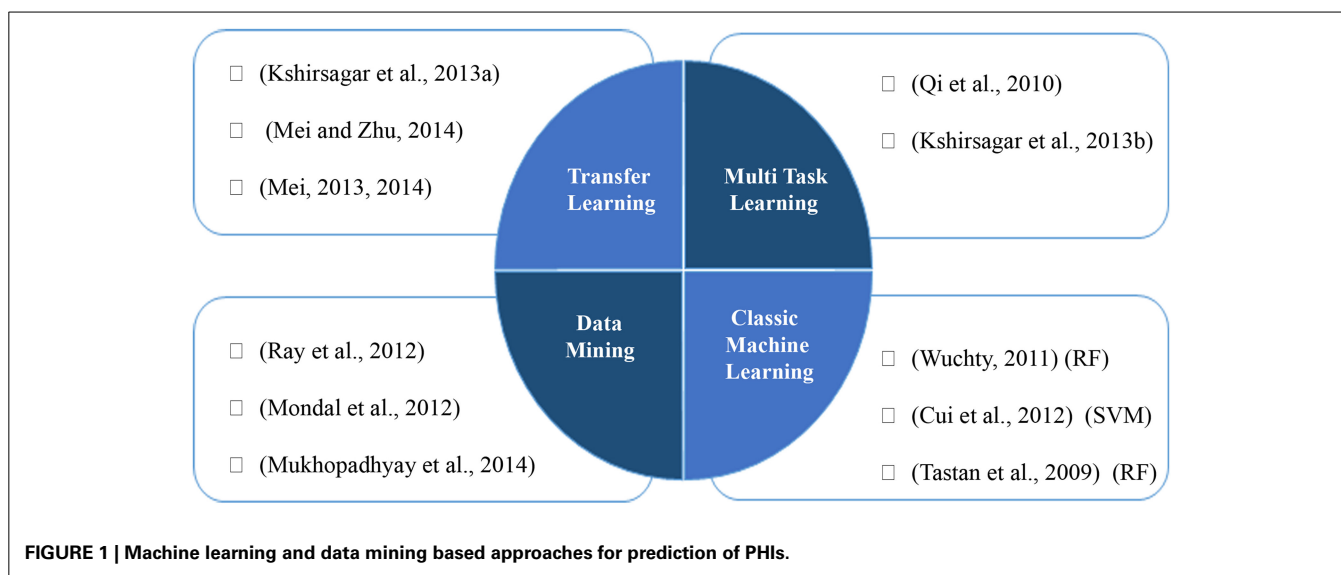 ☐ (Kshirsagar et al., 2013a)
☐ (Mei and Zhu, 2014)
☐ (Mei, 2013, 2014)
☐ (Qi et al., 2010)
☐ (Kshirsagar et al., 2013b)
Transfer
Learning
Multi Task
Learning
Data
Mining
Classic
Machine
Learning
☐ (Ray et al., 2012)
☐ (Mondal et al., 2012)
☐ (Mukhopadhyay et al., 2014)
☐ (Wuchty, 2011) (RF)
☐ (Cui et al., 2012) (SVM)
☐ (Tastan et al., 2009) (RF)
FIGURE 1 | Machine learning and data mining based approaches for prediction of PHIs.